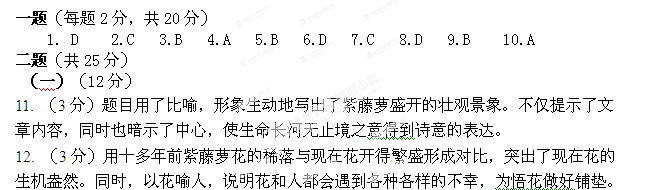 一题（每题2分，共20分）
1. D 2.C 3.B 4.A 5.B 6.D 7.C 8.D 9.B 10.A
二题（共25分）
（一）（12分）
11. （3分）题目用了比喻，形象生动地写出了紫藤萝盛开的壮观景象。不仅提示了文
章内容，同时也暗示了中心，使生命长河无止境之意得到诗意的表达。
12. （3分）用十多年前紫藤萝花的稀落与现在花开得繁盛形成对比，突出了现在花的
生机盎然。同时，以花喻人，说明花和人都会遇到各种各样的不幸，为悟花做好铺垫。